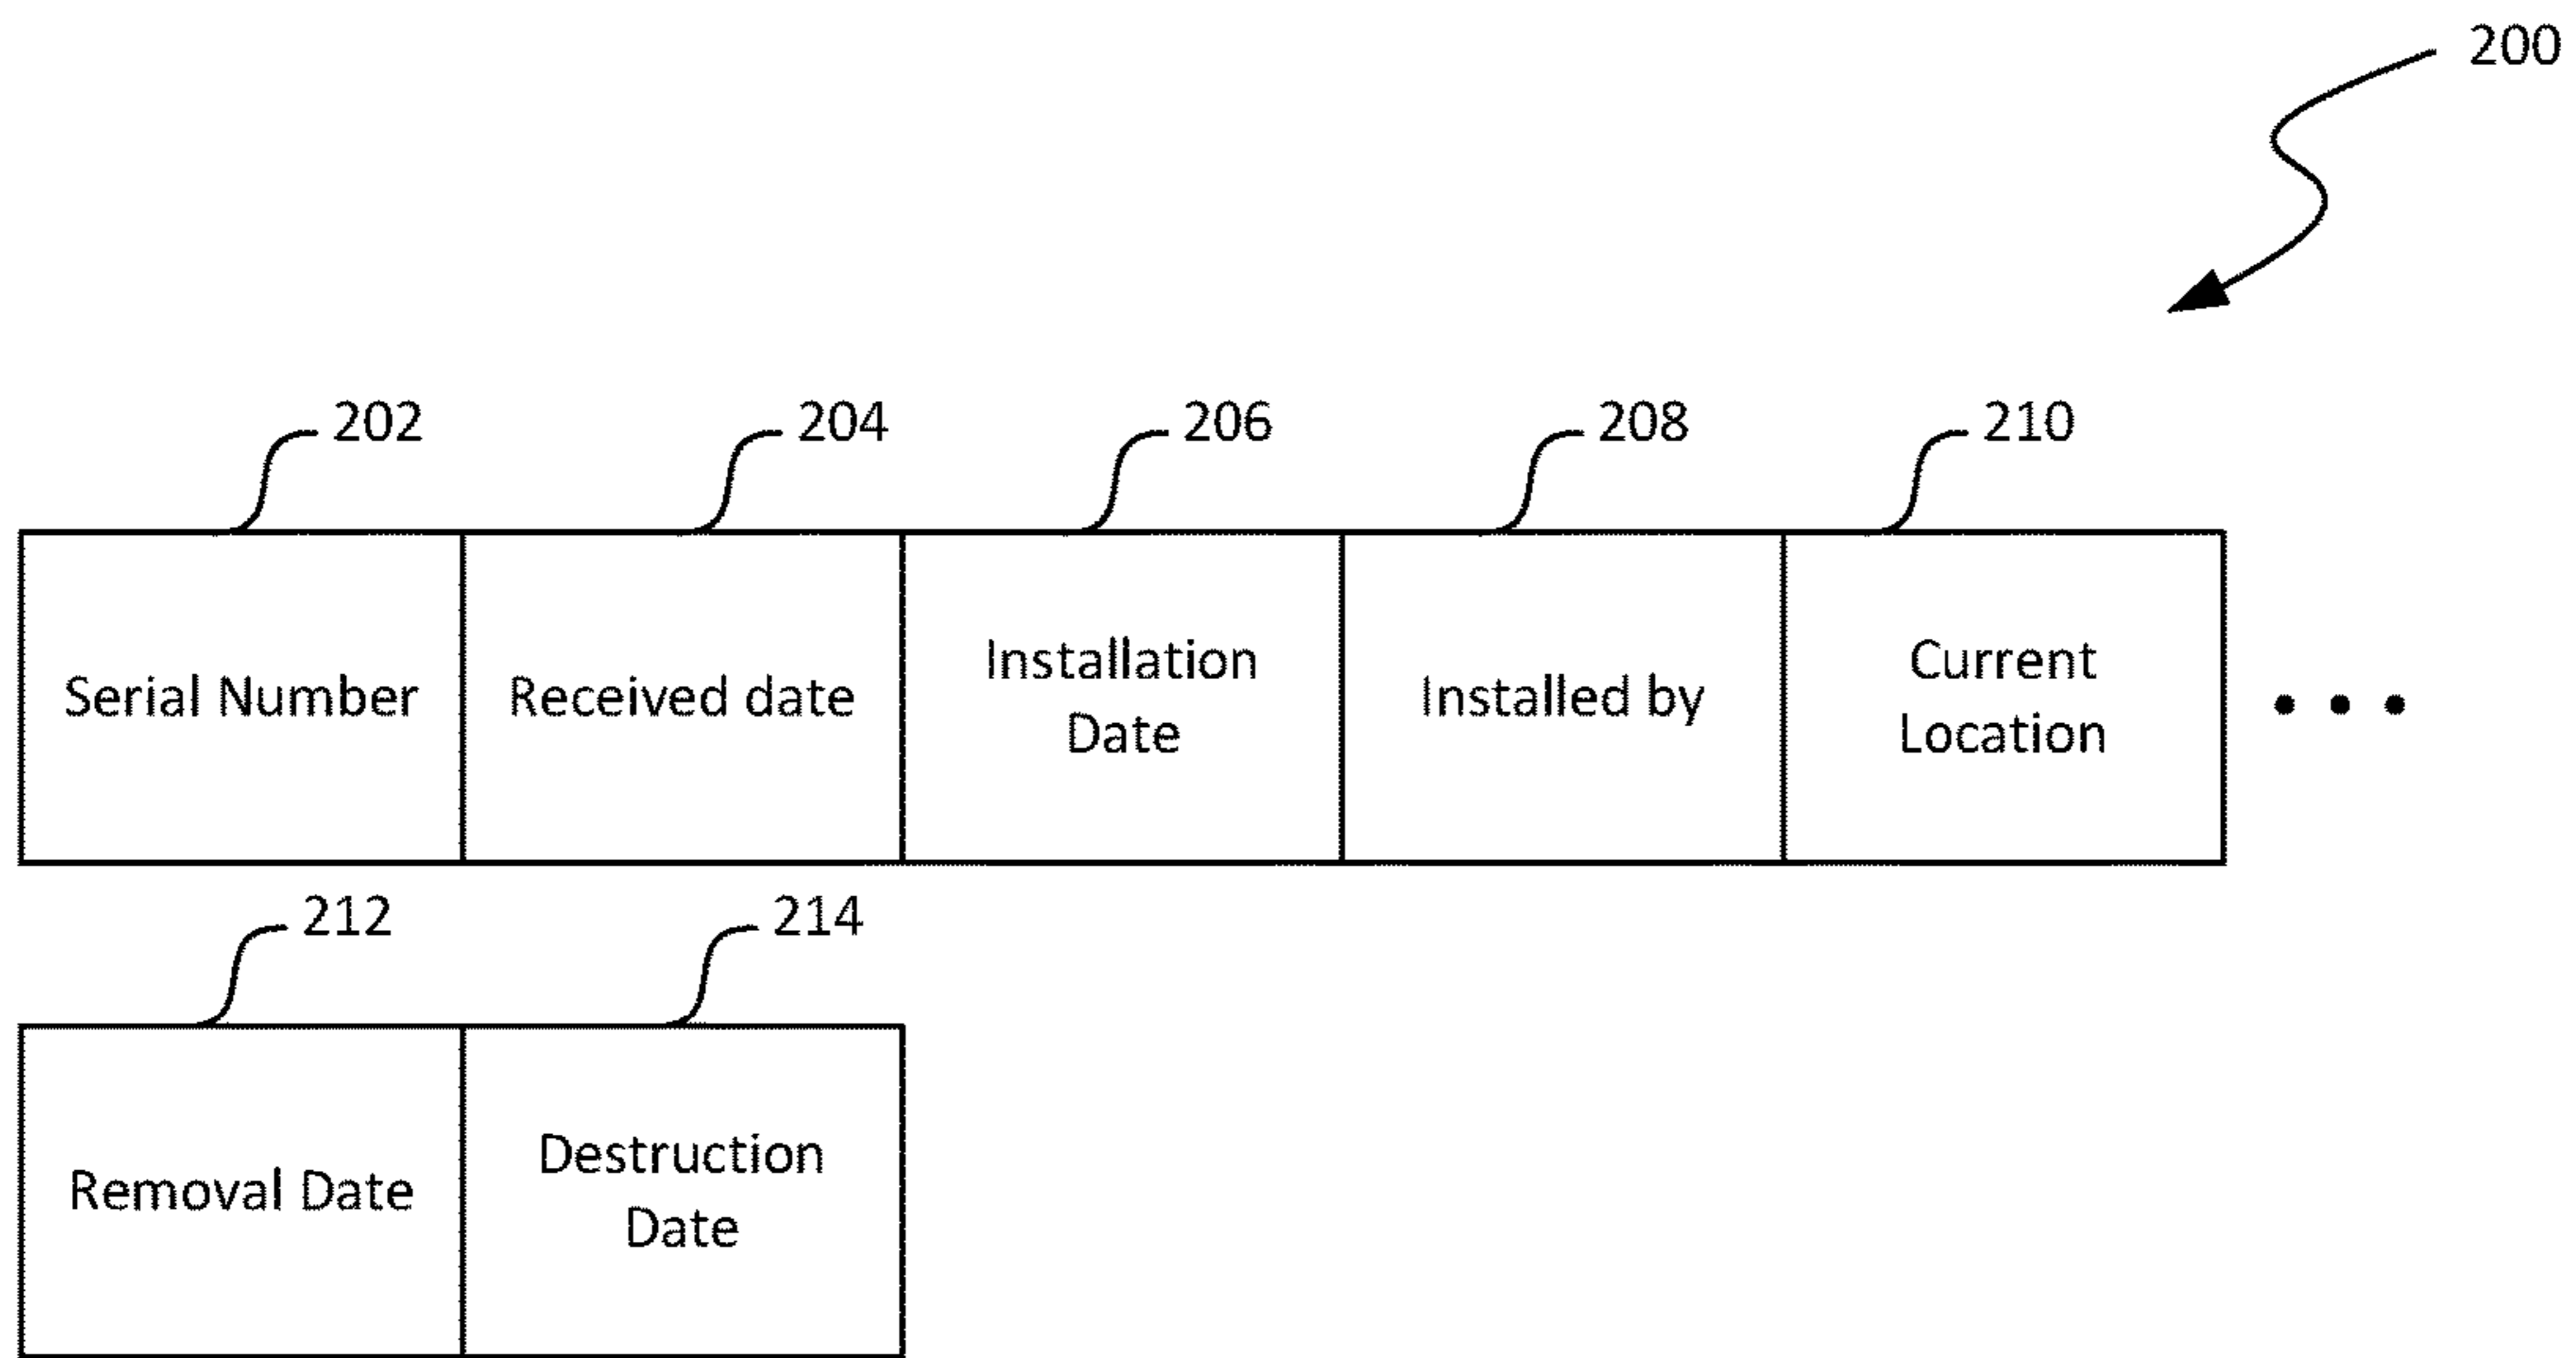 200
202
204
206
208
210
Serial Number
Received date
Installation
Date
Installed by
Current
Location
• • •
212
214
Removal Date
Destruction
Date